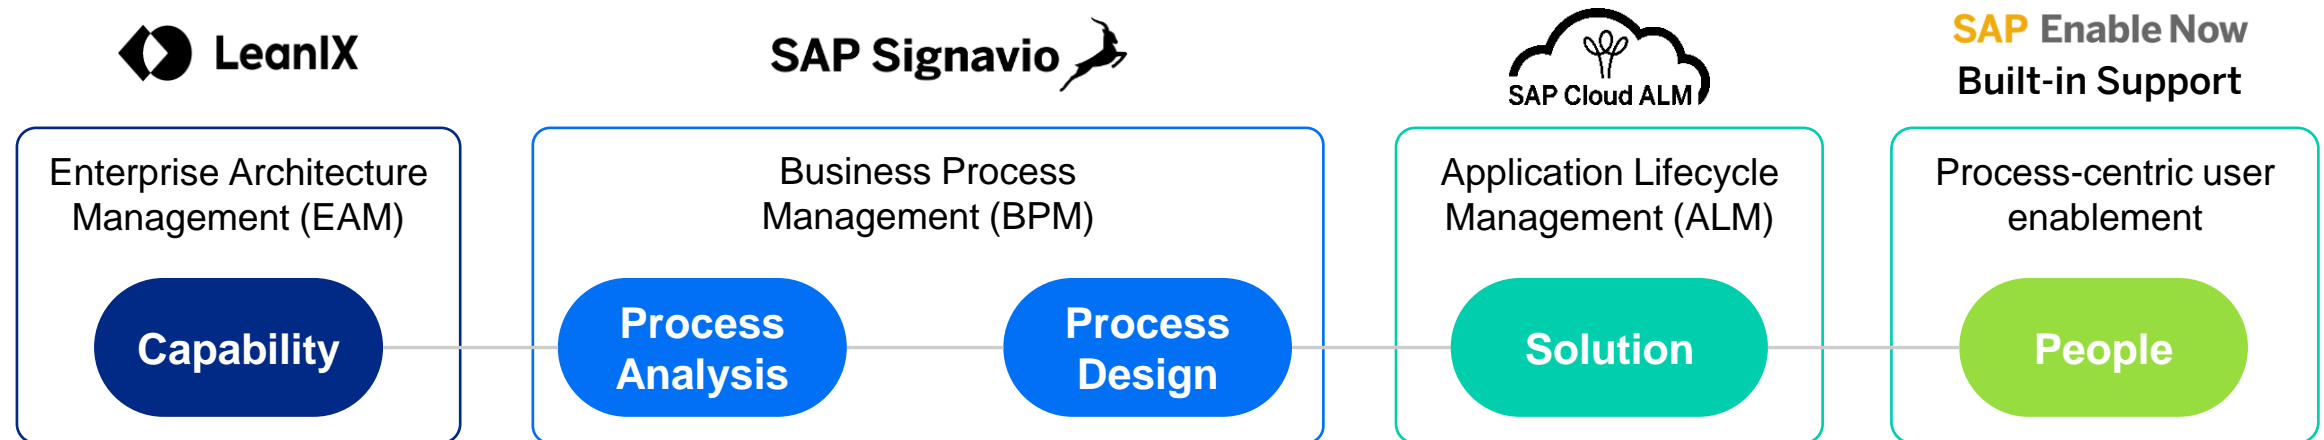 LeanIX
SAP Signavio
SAP Cloud ALM
SAP Enable Now
Built-in Support
Enterprise Architecture
Management (EAM)
Capability
Business Process
Management (BPM)
Process
Analysis
Process
Design
Application Lifecycle
Management (ALM)
Solution
Process-centric user
enablement
People